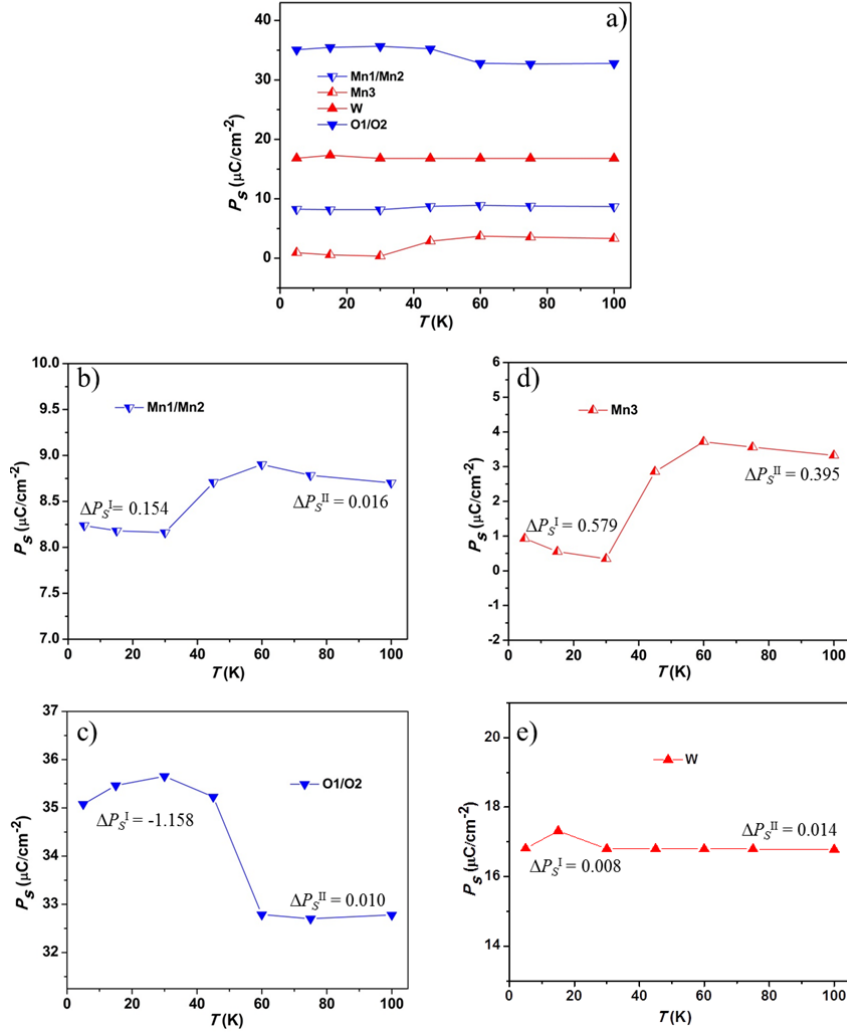 a)
40
30
20
10
0
P_S (µC/cm⁻²)
Mn1/Mn2
Mn3
W
O1/O2
0 20 40 60 80 100
T (K)
b)
10.0
9.5
9.0
8.5
8.0
7.5
7.0
P_S (µC/cm⁻²)
Mn1/Mn2
ΔP_S^I = 0.154
ΔP_S^II = 0.016
0 20 40 60 80 100
T (K)
d)
6
5
4
3
2
1
0
-1
-2
P_S (µC/cm⁻²)
Mn3
ΔP_S^I = 0.579
ΔP_S^II = 0.395
0 20 40 60 80 100
T (K)
c)
37
36
35
34
33
32
P_S (µC/cm⁻²)
O1/O2
ΔP_S^I = -1.158
ΔP_S^II = 0.010
0 20 40 60 80 100
T (K)
e)
20
18
16
14
P_S (µC/cm⁻²)
W
ΔP_S^I = 0.008
ΔP_S^II = 0.014
0 20 40 60 80 100
T (K)